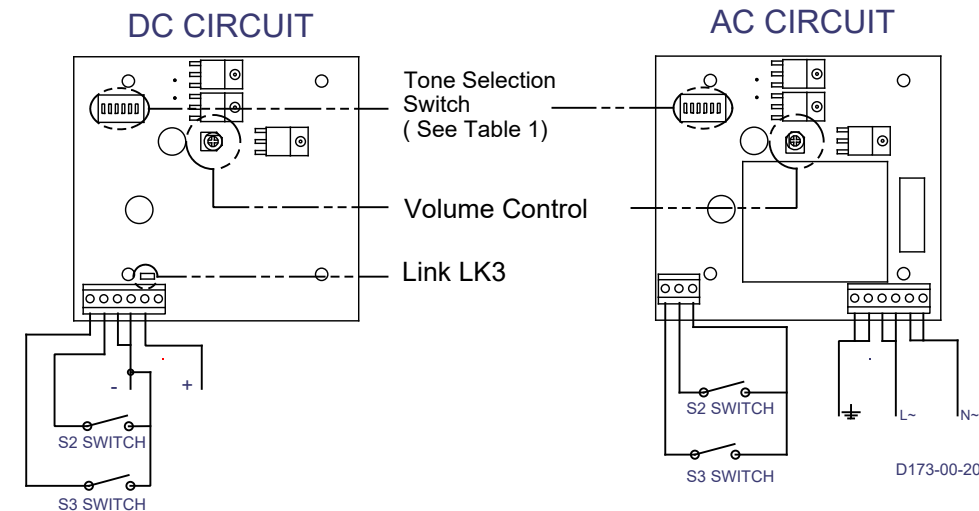 DC CIRCUIT
AC CIRCUIT
Tone Selection
Switch
( See Table 1)
Volume Control
Link LK3
- +
S2 SWITCH
S3 SWITCH
S2 SWITCH
S3 SWITCH
L~
N~
D173-00-20